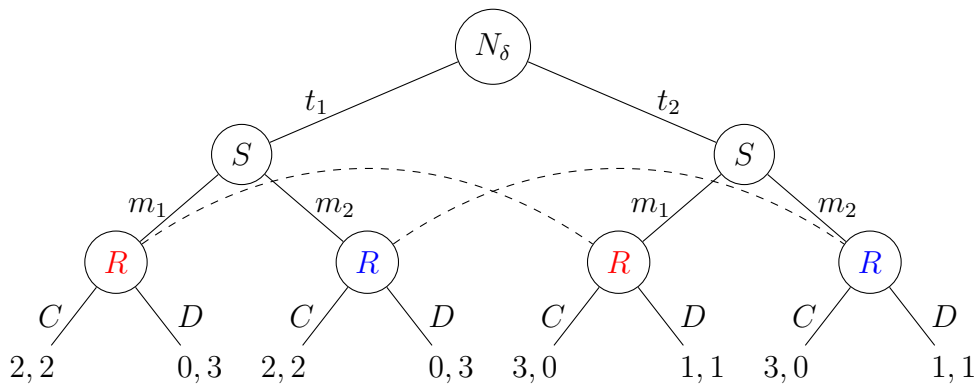 N_δ
t_1 t_2
S S
m_1 m_2 m_1 m_2
R R R R
C D C D C D C D
2, 2 0, 3 2, 2 0, 3 3, 0 1, 1 3, 0 1, 1